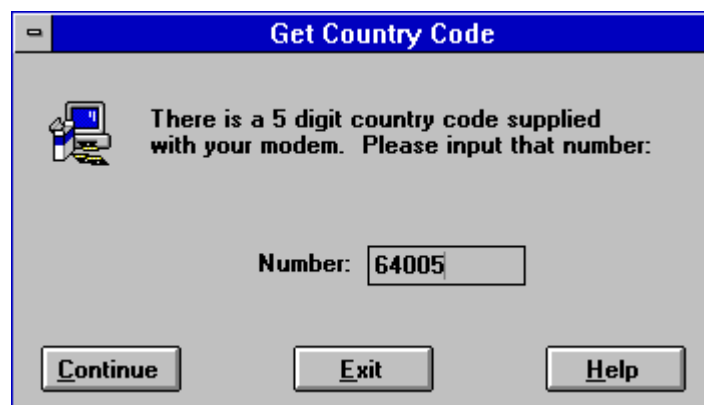 Get Country Code
There is a 5 digit country code supplied
with your modem.  Please input that number:
Number: 64005
Continue Exit Help